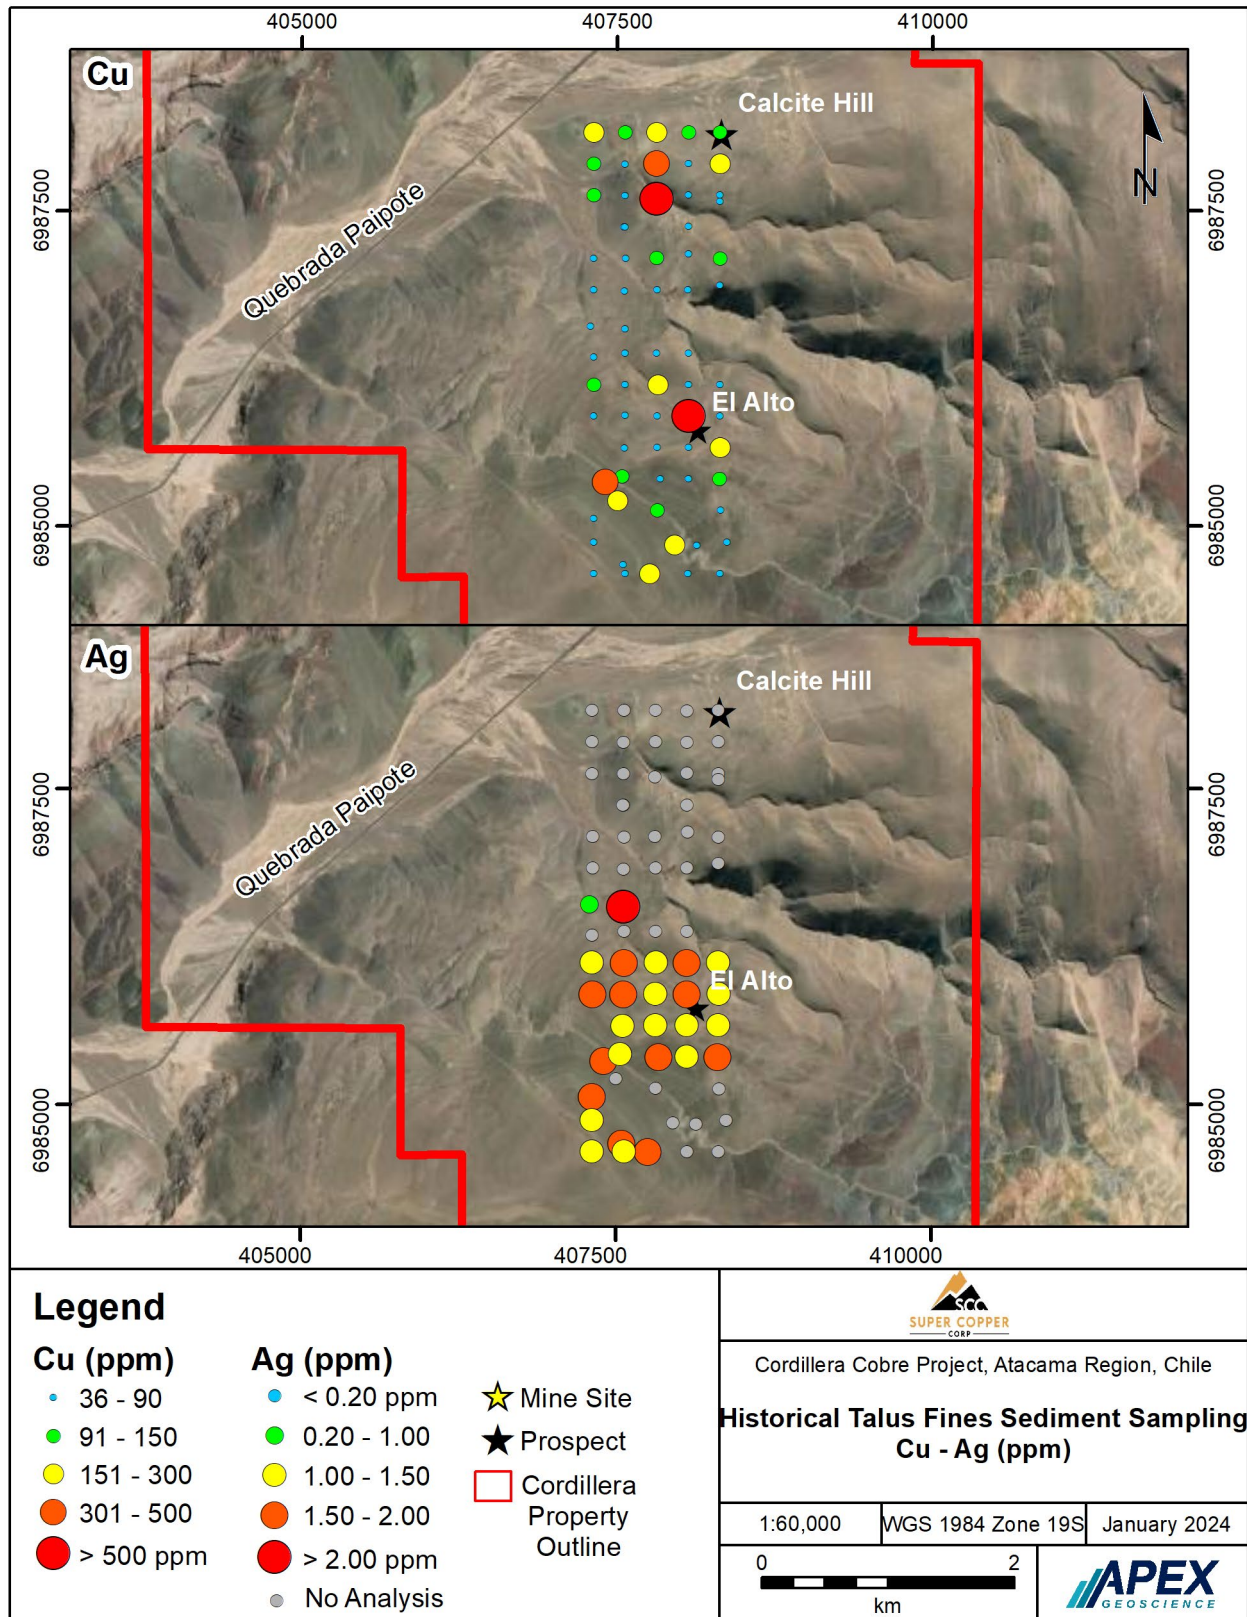 405000
407500
410000
Cu
Calcite Hill
N
6987500
6987500
Quebrada Paipote
El Alto
6985000
6985000
Ag
Calcite Hill
6987500
6987500
Quebrada Paipote
El Alto
6985000
6985000
405000
407500
410000
Legend
Cu (ppm)
36 - 90
91 - 150
151 - 300
301 - 500
> 500 ppm
Ag (ppm)
< 0.20 ppm
0.20 - 1.00
1.00 - 1.50
1.50 - 2.00
> 2.00 ppm
No Analysis
Mine Site
Prospect
Cordillera
Property
Outline
SCC
SUPER COPPER
CORP
Cordillera Cobre Project, Atacama Region, Chile
Historical Talus Fines Sediment Sampling
Cu - Ag (ppm)
1:60,000
WGS 1984 Zone 19S
January 2024
0 2
km
APEX
GEOSCIENCE